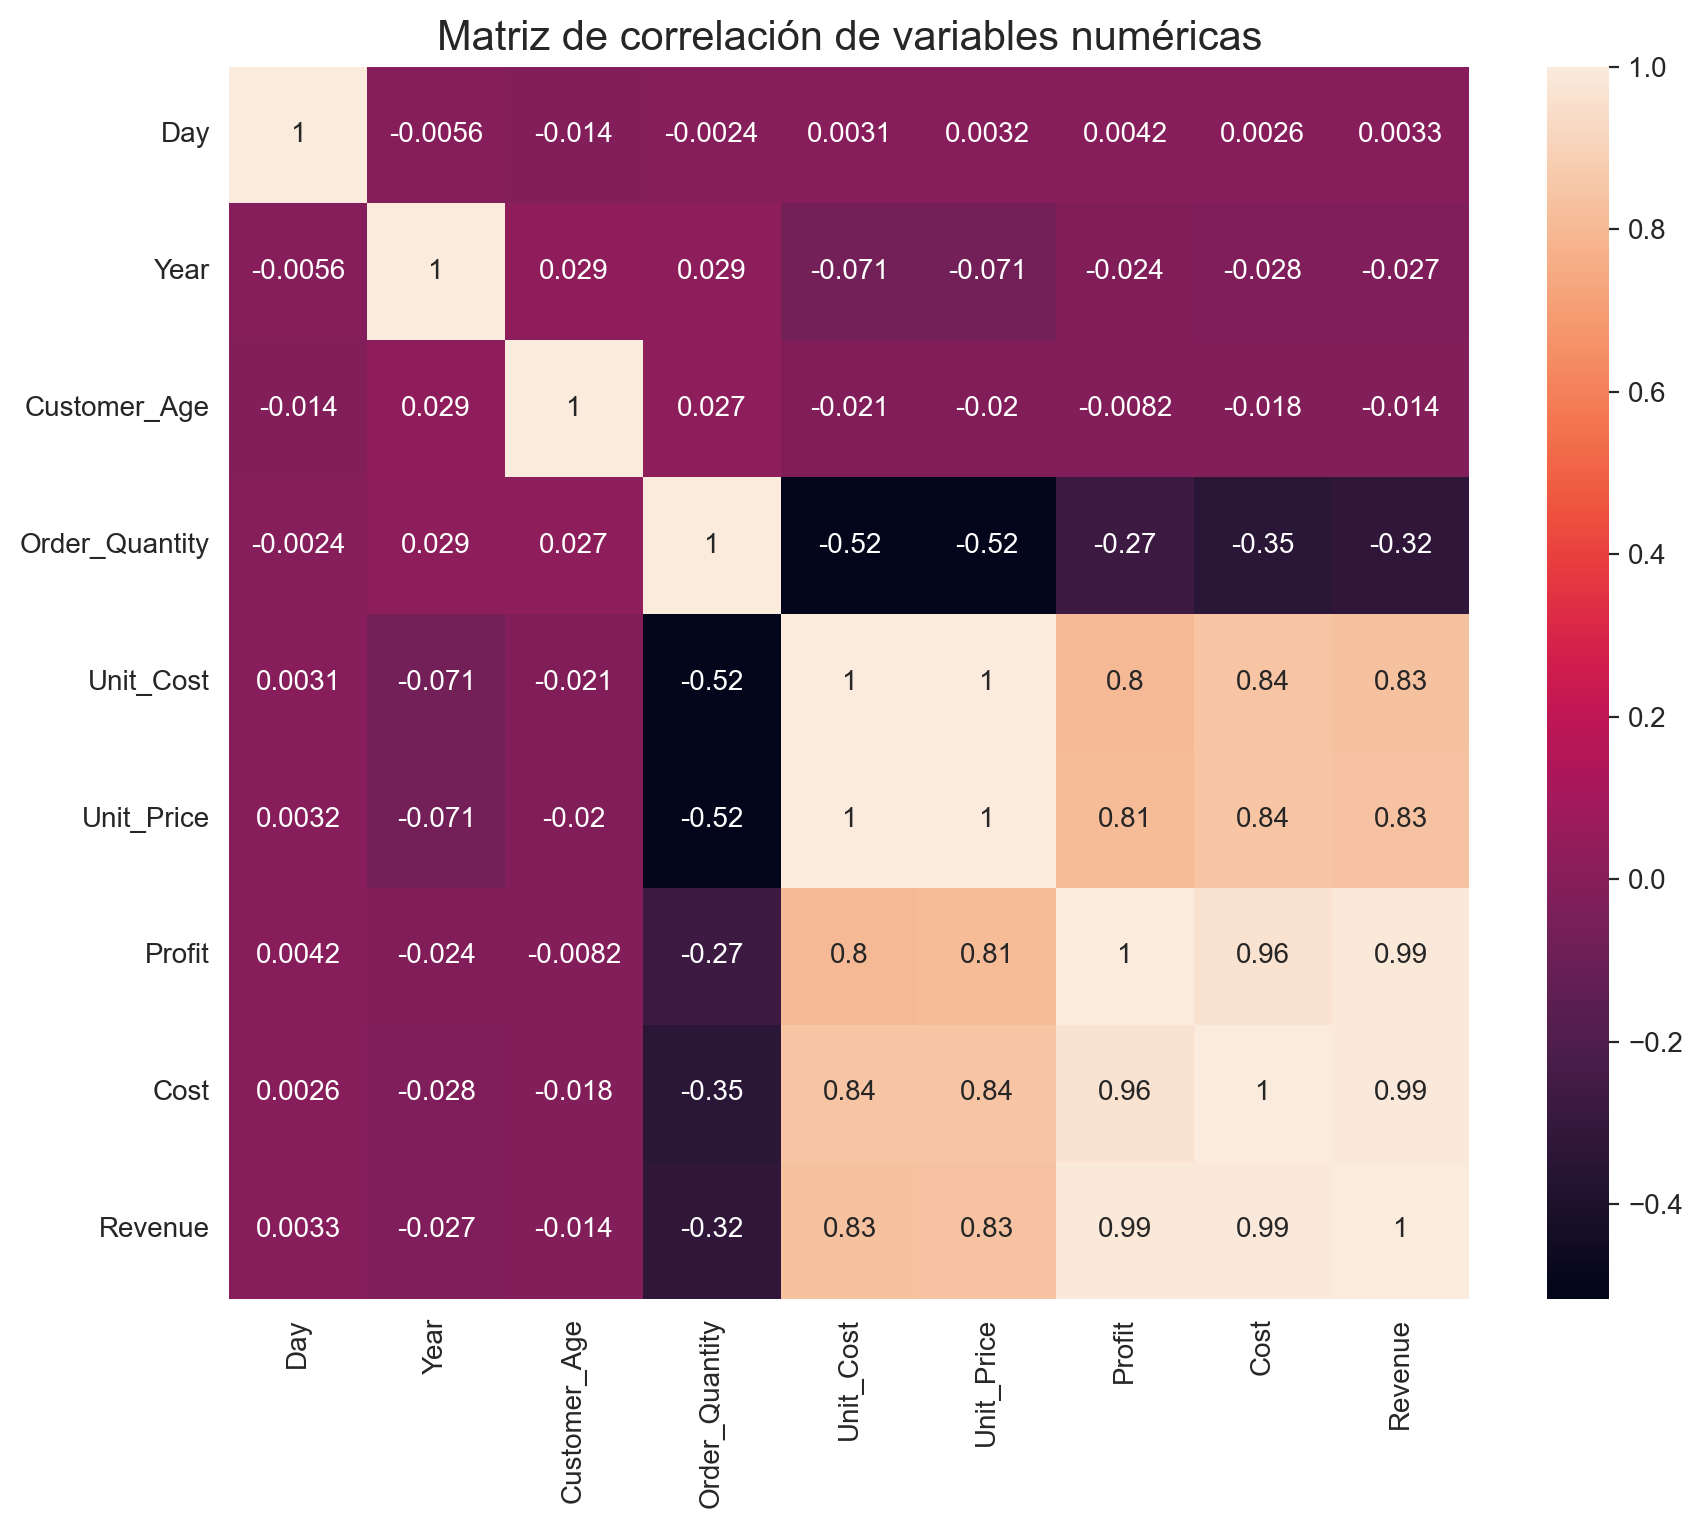 Matriz de correlación de variables numéricas
Day 1 -0.0056 -0.014 -0.0024 0.0031 0.0032 0.0042 0.0026 0.0033
Year -0.0056 1 0.029 0.029 -0.071 -0.071 -0.024 -0.028 -0.027
Customer_Age -0.014 0.029 1 0.027 -0.021 -0.02 -0.0082 -0.018 -0.014
Order_Quantity -0.0024 0.029 0.027 1 -0.52 -0.52 -0.27 -0.35 -0.32
Unit_Cost 0.0031 -0.071 -0.021 -0.52 1 1 0.8 0.84 0.83
Unit_Price 0.0032 -0.071 -0.02 -0.52 1 1 0.81 0.84 0.83
Profit 0.0042 -0.024 -0.0082 -0.27 0.8 0.81 1 0.96 0.99
Cost 0.0026 -0.028 -0.018 -0.35 0.84 0.84 0.96 1 0.99
Revenue 0.0033 -0.027 -0.014 -0.32 0.83 0.83 0.99 0.99 1
Day Year Customer_Age Order_Quantity Unit_Cost Unit_Price Profit Cost Revenue
1.0
0.8
0.6
0.4
0.2
0.0
−0.2
−0.4